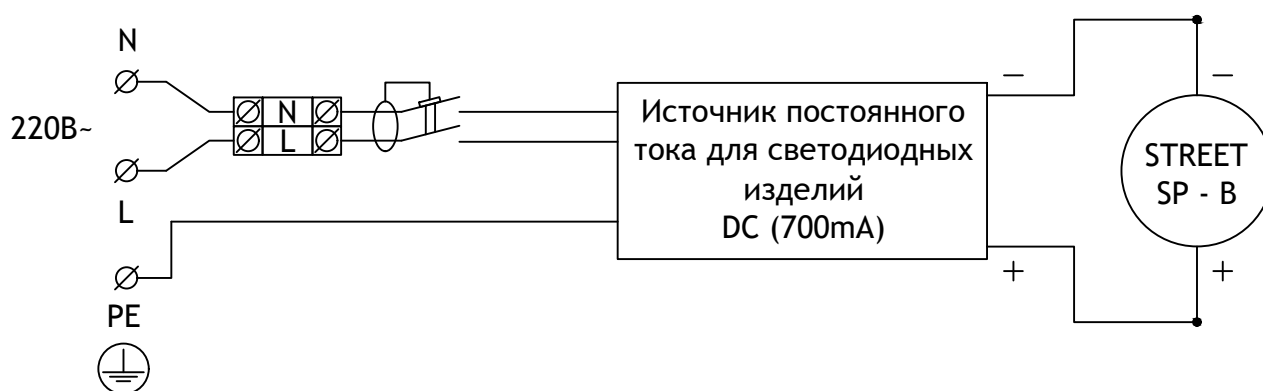 N
220В~
L
PE
N
L
Источник постоянного
тока для светодиодных
изделий
DC (700mA)
−
+
−
STREET
SP - B
+